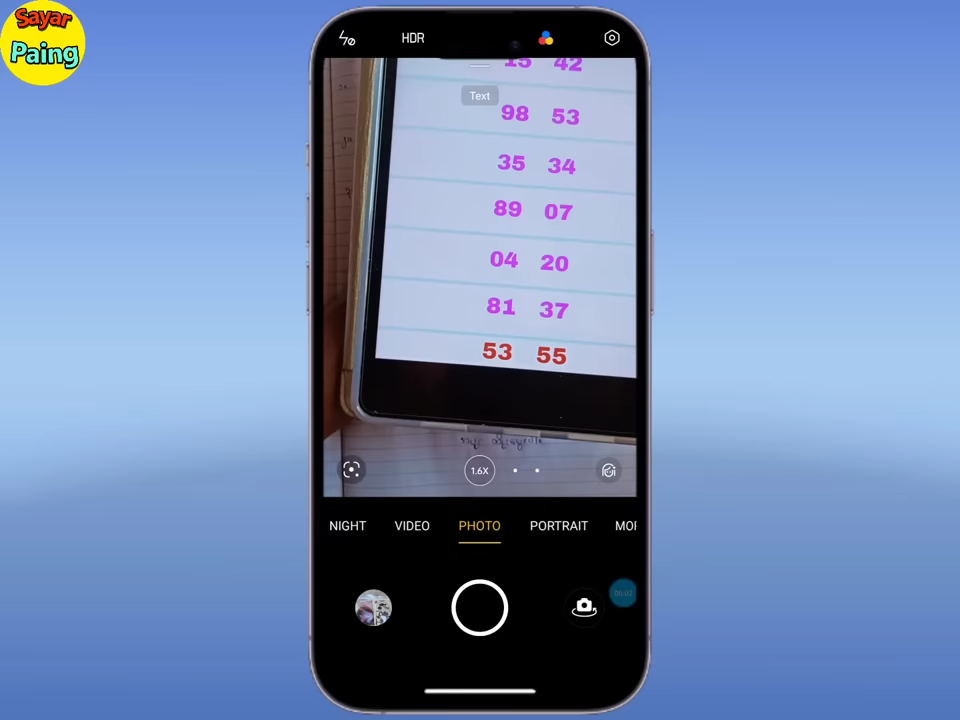 Sayar
Paing
HDR
15 42
Text
98 53
35 34
89 07
04 20
81 37
53 55
1.6X
NIGHT VIDEO PHOTO PORTRAIT MOR